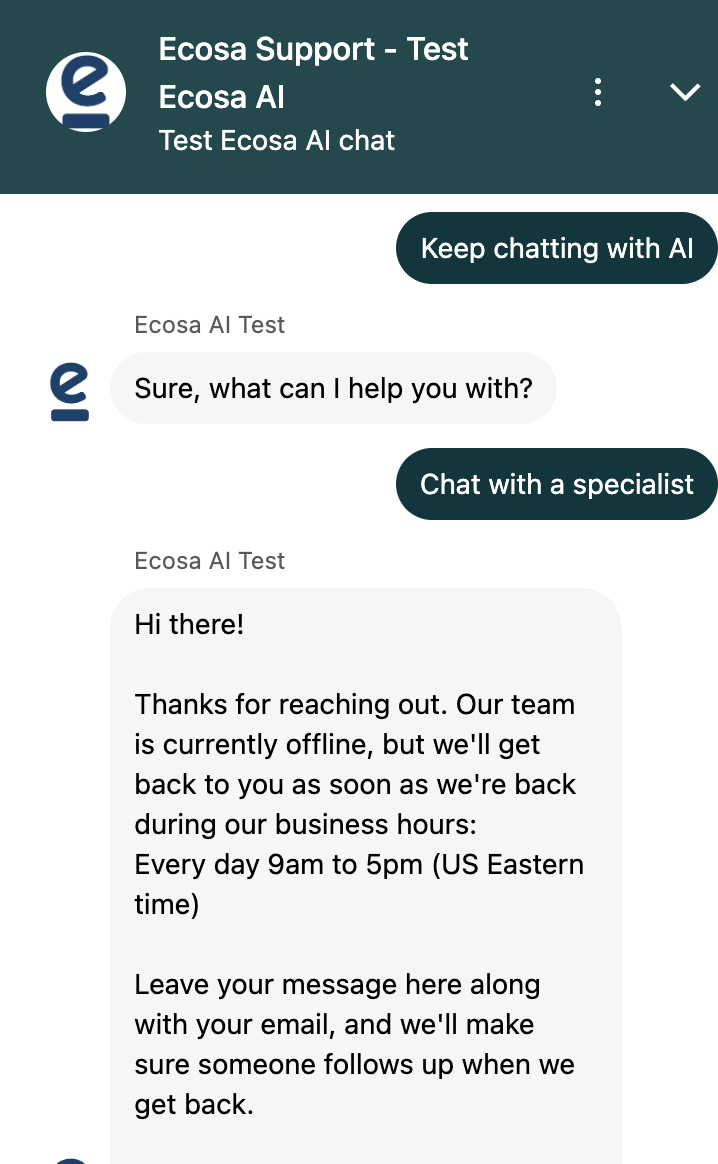 Ecosa Support - Test
Ecosa AI
Test Ecosa AI chat
Keep chatting with AI
Ecosa AI Test
Sure, what can I help you with?
Chat with a specialist
Ecosa AI Test
Hi there!
Thanks for reaching out. Our team
is currently offline, but we'll get
back to you as soon as we're back
during our business hours:
Every day 9am to 5pm (US Eastern
time)
Leave your message here along
with your email, and we'll make
sure someone follows up when we
get back.